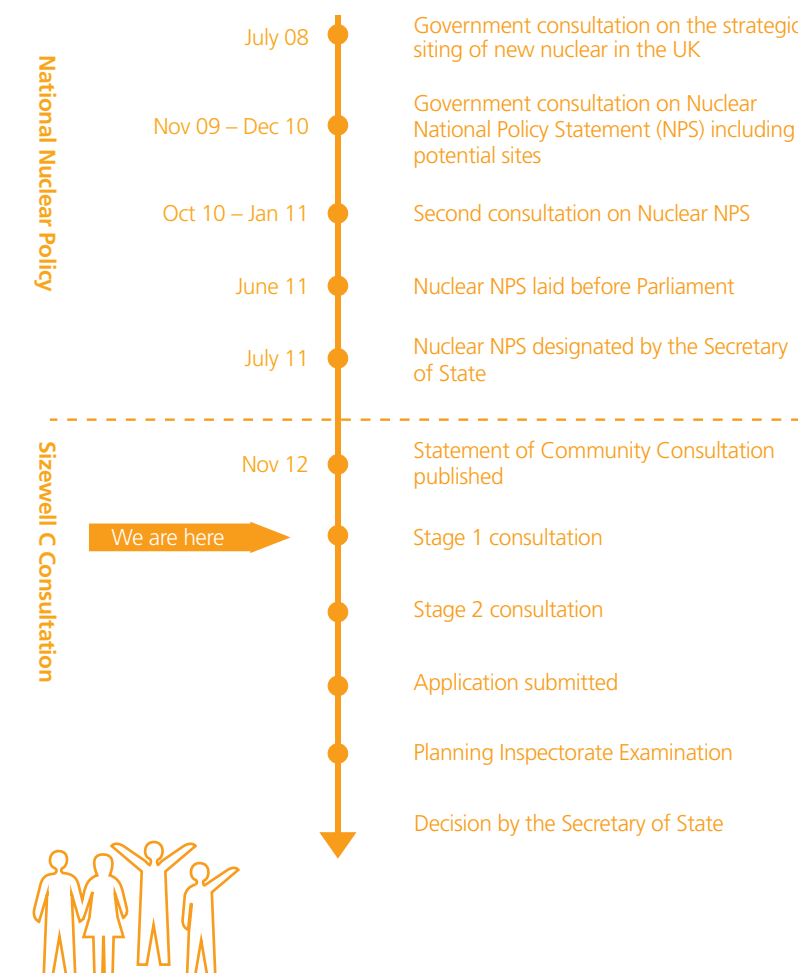 National Nuclear Policy
July 08
Government consultation on the strategic
siting of new nuclear in the UK
Nov 09 – Dec 10
Government consultation on Nuclear
National Policy Statement (NPS) including
potential sites
Oct 10 – Jan 11
Second consultation on Nuclear NPS
June 11
Nuclear NPS laid before Parliament
July 11
Nuclear NPS designated by the Secretary
of State
Sizewell C Consultation
Nov 12
Statement of Community Consultation
published
We are here
Stage 1 consultation
Stage 2 consultation
Application submitted
Planning Inspectorate Examination
Decision by the Secretary of State